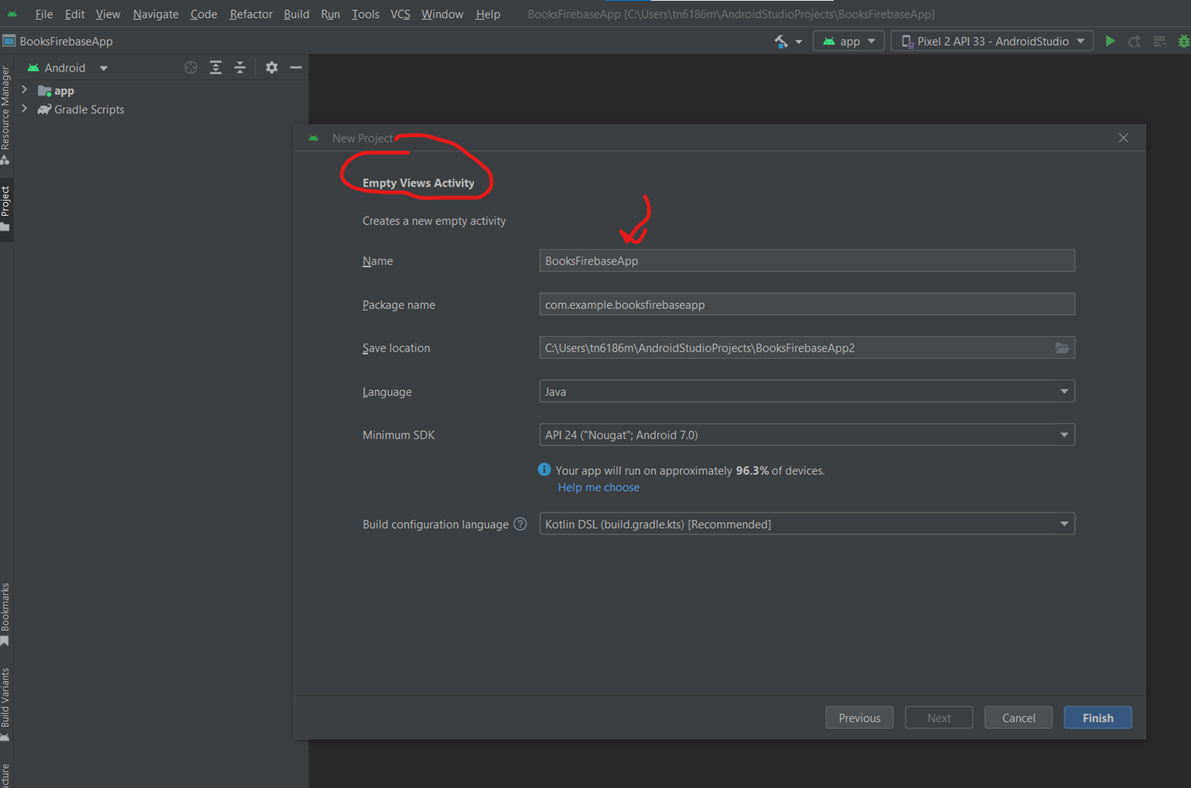 File Edit View Navigate Code Refactor Build Run Tools VCS Window Help BooksFirebaseApp [C:\Users\tn6186m\AndroidStudioProjects\BooksFirebaseApp]
BooksFirebaseApp app Pixel 2 API 33 - AndroidStudio
Android
app
Gradle Scripts
Resource Manager
Project
Bookmarks
Build Variants
New Project
Empty Views Activity
Creates a new empty activity
Name BooksFirebaseApp
Package name com.example.booksfirebaseapp
Save location C:\Users\tn6186m\AndroidStudioProjects\BooksFirebaseApp2
Language Java
Minimum SDK API 24 ("Nougat"; Android 7.0)
Your app will run on approximately 96.3% of devices.
Help me choose
Build configuration language ? Kotlin DSL (build.gradle.kts) [Recommended]
Previous Next Cancel Finish